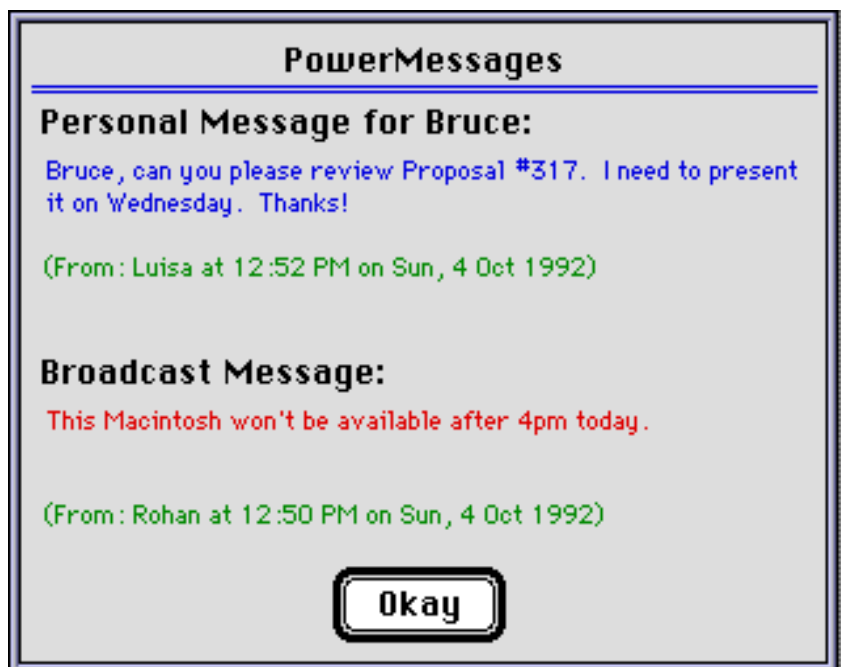 PowerMessages
Personal Message for Bruce:
Bruce, can you please review Proposal #317.  I need to present
it on Wednesday.  Thanks!
(From: Luisa at 12:52 PM on Sun, 4 Oct 1992)
Broadcast Message:
This Macintosh won't be available after 4pm today.
(From: Rohan at 12:50 PM on Sun, 4 Oct 1992)
Okay